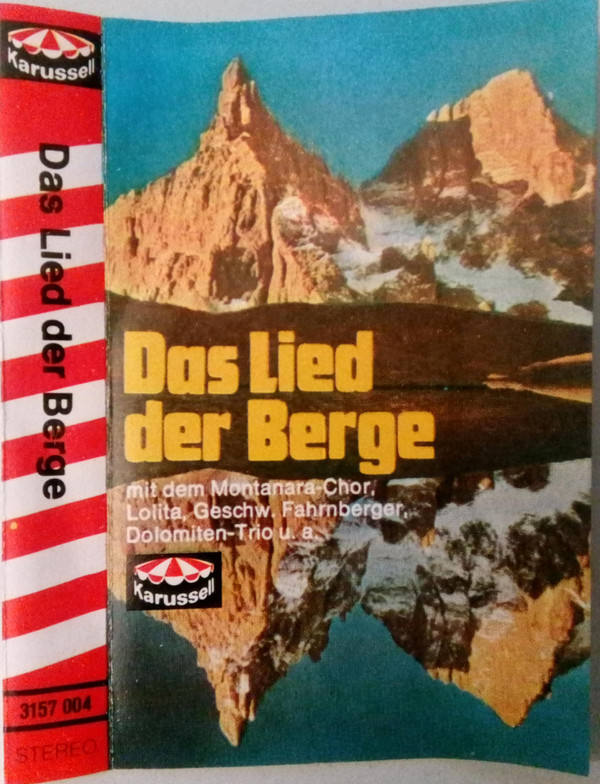 Karussell
Das Lied der Berge
3157 004
STEREO
Das Lied
der Berge
mit dem Montanara-Chor,
Lolita, Geschw. Fahrnberger,
Dolomiten-Trio u. a.
Karussell